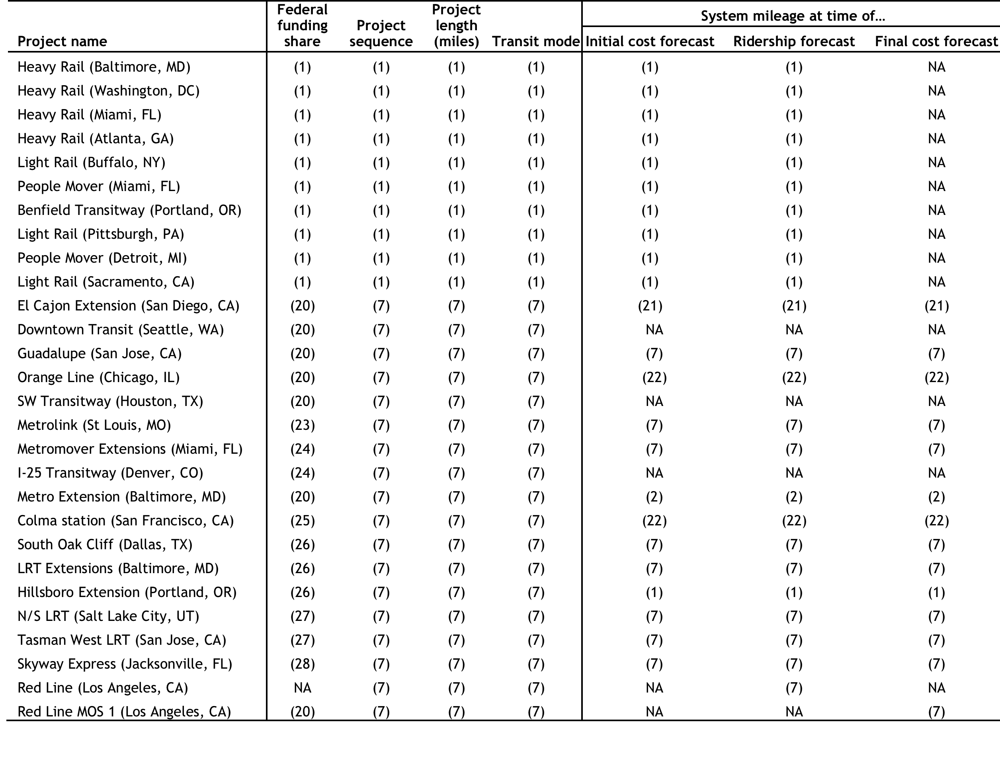 Project name Federal funding share Project sequence Project length (miles) Transit mode System mileage at time of…
Initial cost forecast Ridership forecast Final cost forecast
Heavy Rail (Baltimore, MD) (1) (1) (1) (1) (1) (1) NA
Heavy Rail (Washington, DC) (1) (1) (1) (1) (1) (1) NA
Heavy Rail (Miami, FL) (1) (1) (1) (1) (1) (1) NA
Heavy Rail (Atlanta, GA) (1) (1) (1) (1) (1) (1) NA
Light Rail (Buffalo, NY) (1) (1) (1) (1) (1) (1) NA
People Mover (Miami, FL) (1) (1) (1) (1) (1) (1) NA
Benfield Transitway (Portland, OR) (1) (1) (1) (1) (1) (1) NA
Light Rail (Pittsburgh, PA) (1) (1) (1) (1) (1) (1) NA
People Mover (Detroit, MI) (1) (1) (1) (1) (1) (1) NA
Light Rail (Sacramento, CA) (1) (1) (1) (1) (1) (1) NA
El Cajon Extension (San Diego, CA) (20) (7) (7) (7) (21) (21) (21)
Downtown Transit (Seattle, WA) (20) (7) (7) (7) NA NA NA
Guadalupe (San Jose, CA) (20) (7) (7) (7) (7) (7) (7)
Orange Line (Chicago, IL) (20) (7) (7) (7) (22) (22) (22)
SW Transitway (Houston, TX) (20) (7) (7) (7) NA NA NA
Metrolink (St Louis, MO) (23) (7) (7) (7) (7) (7) (7)
Metromover Extensions (Miami, FL) (24) (7) (7) (7) (7) (7) (7)
I-25 Transitway (Denver, CO) (24) (7) (7) (7) NA NA NA
Metro Extension (Baltimore, MD) (20) (7) (7) (7) (2) (2) (2)
Colma station (San Francisco, CA) (25) (7) (7) (7) (22) (22) (22)
South Oak Cliff (Dallas, TX) (26) (7) (7) (7) (7) (7) (7)
LRT Extensions (Baltimore, MD) (26) (7) (7) (7) (7) (7) (7)
Hillsboro Extension (Portland, OR) (26) (7) (7) (7) (1) (1) (1)
N/S LRT (Salt Lake City, UT) (27) (7) (7) (7) (7) (7) (7)
Tasman West LRT (San Jose, CA) (27) (7) (7) (7) (7) (7) (7)
Skyway Express (Jacksonville, FL) (28) (7) (7) (7) (7) (7) (7)
Red Line (Los Angeles, CA) NA (7) (7) (7) NA (7) NA
Red Line MOS 1 (Los Angeles, CA) (20) (7) (7) (7) NA NA (7)